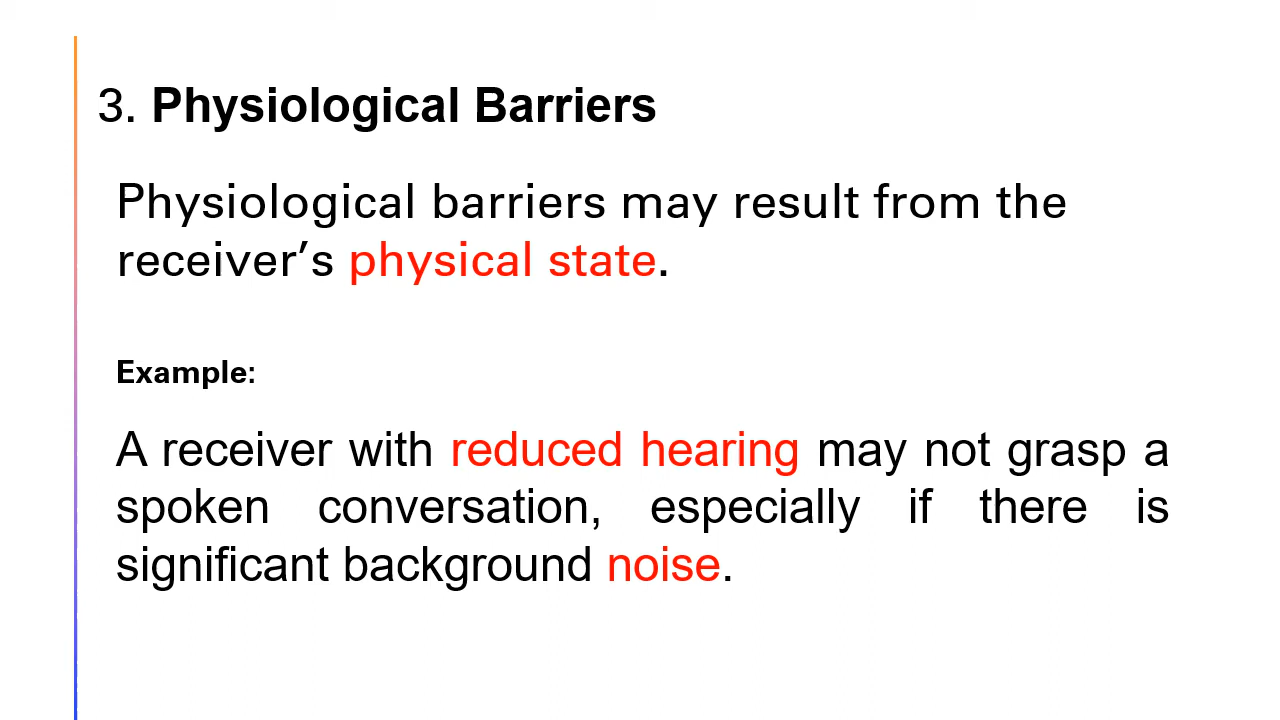 3. Physiological Barriers
Physiological barriers may result from the
receiver’s physical state.
Example:
A receiver with reduced hearing may not grasp a
spoken conversation, especially if there is
significant background noise.